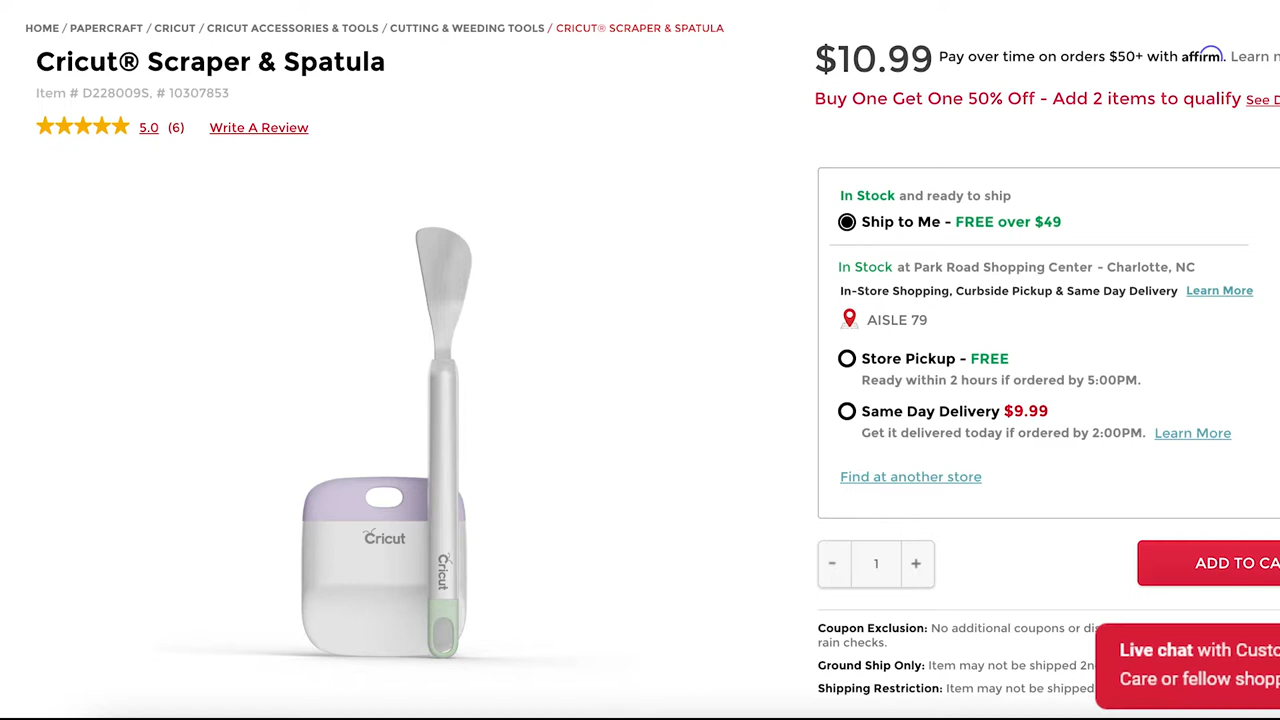 HOME / PAPERCRAFT / CRICUT / CRICUT ACCESSORIES & TOOLS / CUTTING & WEEDING TOOLS / CRICUT® SCRAPER & SPATULA
Cricut® Scraper & Spatula
Item # D228009S, # 10307853
5.0 (6) Write A Review
Cricut
Cricut
$10.99 Pay over time on orders $50+ with affirm. Learn
Buy One Get One 50% Off - Add 2 items to qualify See
In Stock and ready to ship
Ship to Me - FREE over $49
In Stock at Park Road Shopping Center - Charlotte, NC
In-Store Shopping, Curbside Pickup & Same Day Delivery Learn More
AISLE 79
Store Pickup - FREE
Ready within 2 hours if ordered by 5:00PM.
Same Day Delivery $9.99
Get it delivered today if ordered by 2:00PM. Learn More
Find at another store
- 1 +
ADD TO CA
Coupon Exclusion: No additional coupons or dis
rain checks.
Ground Ship Only: Item may not be shipped 2n
Shipping Restriction: Item may not be shipped
Live chat with Custo
Care or fellow shopp